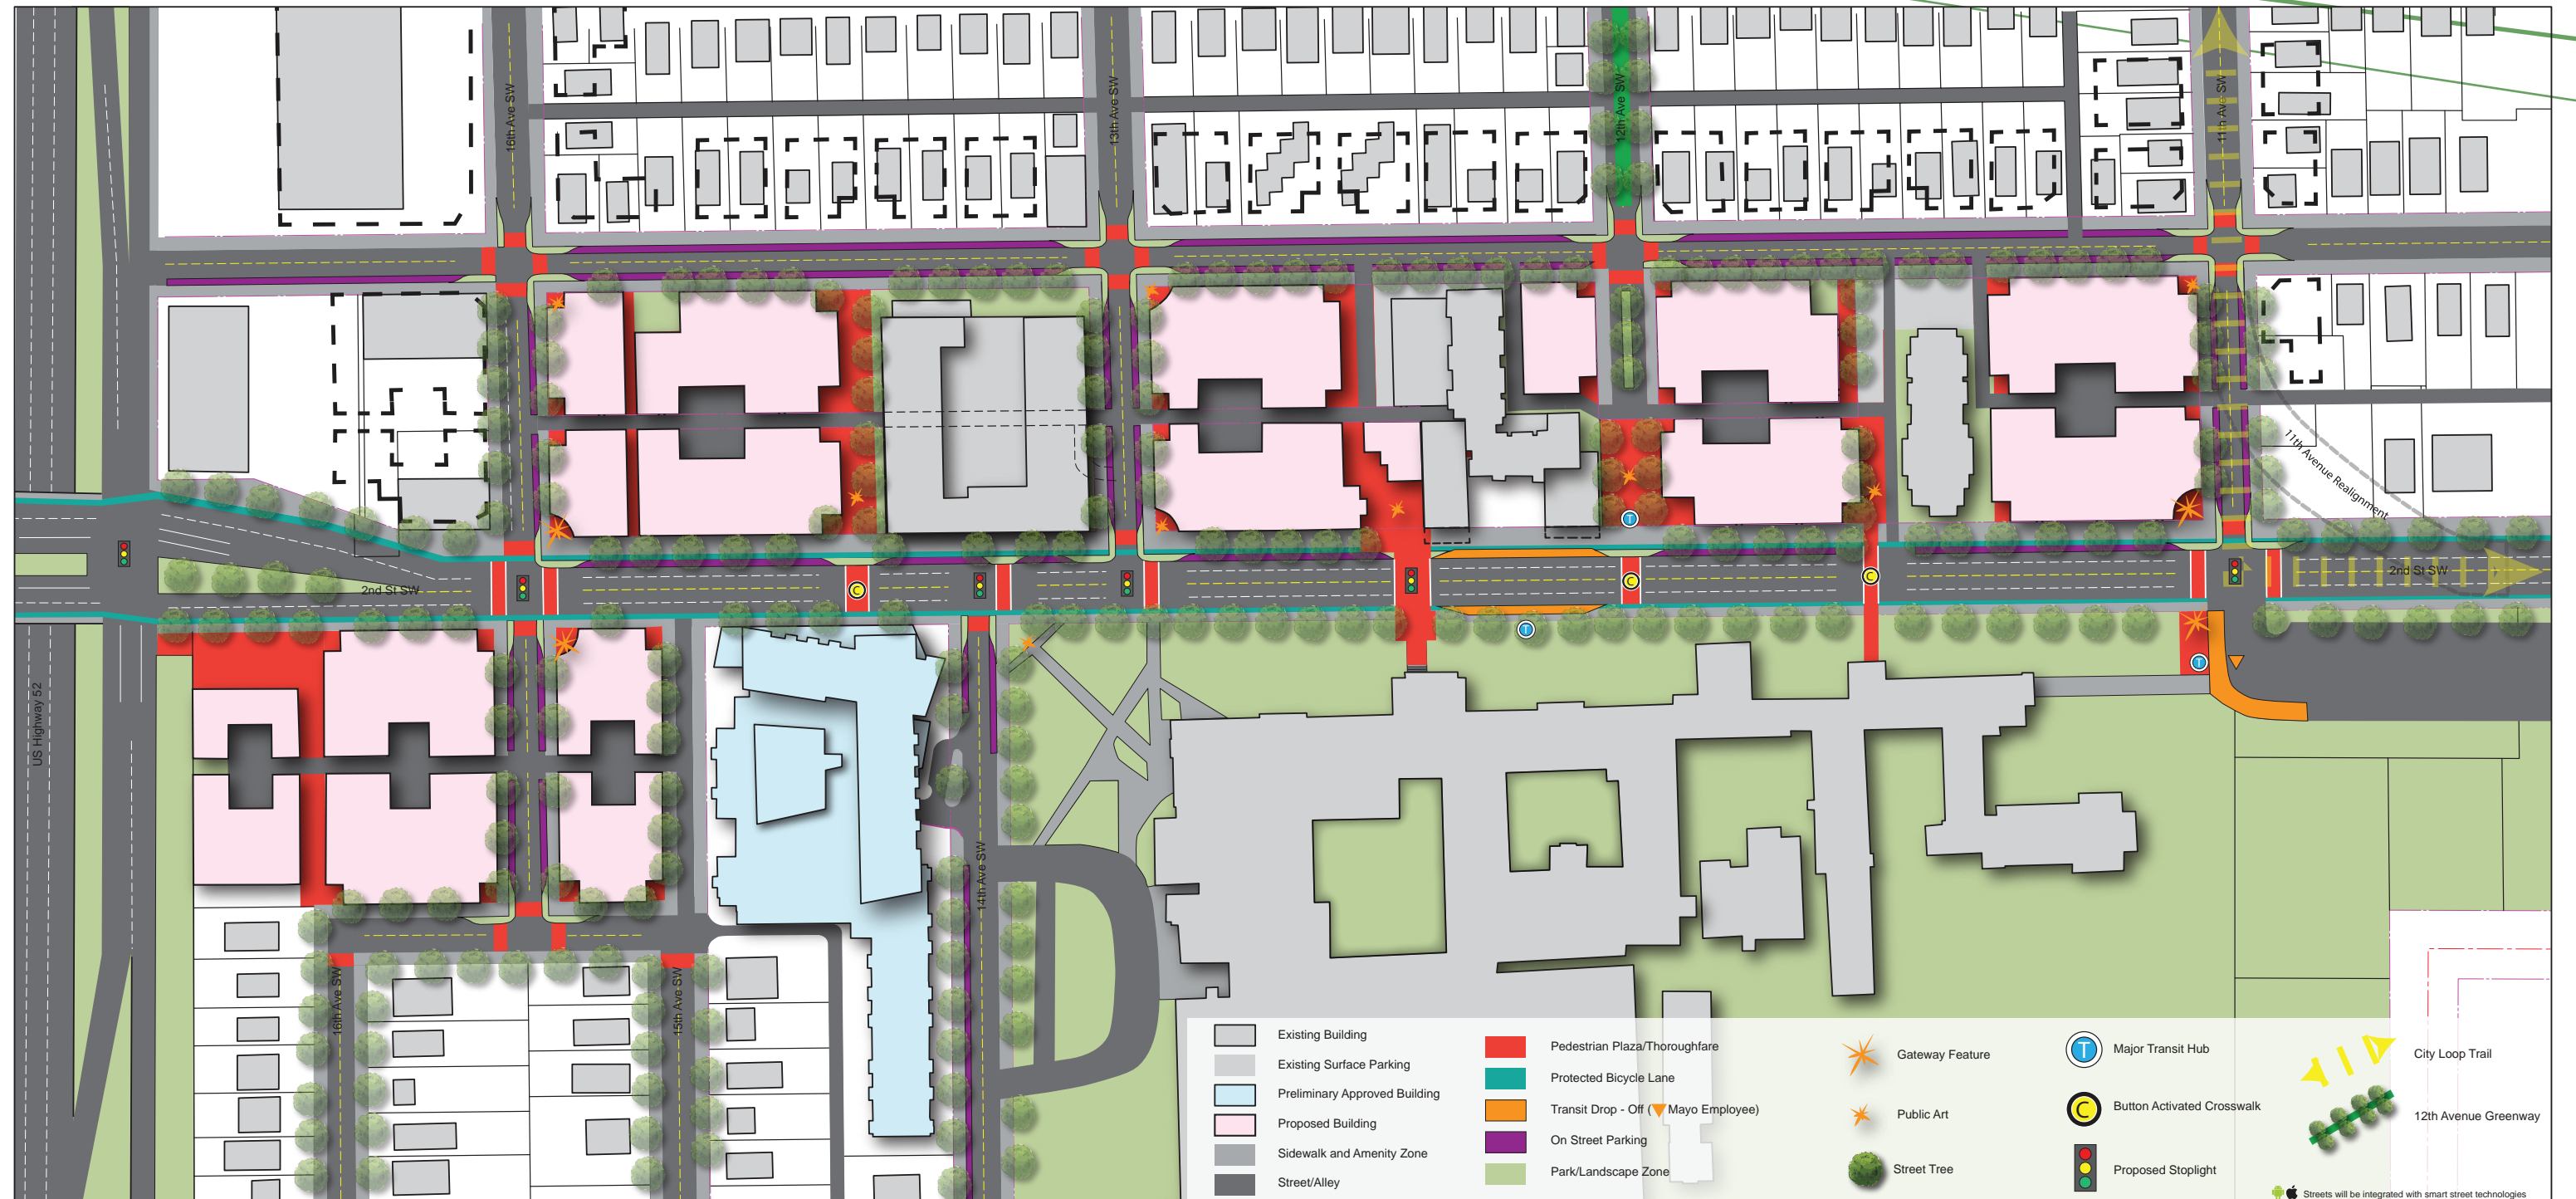 16th Ave SW
13th Ave SW
12th Ave SW
11th Ave SW
11th Avenue Realignment
2nd St SW
2nd St SW
US Highway 52
14th Ave SW
16th Ave SW
15th Ave SW
C
C
C
T
T
T
Existing Building
Existing Surface Parking
Preliminary Approved Building
Proposed Building
Sidewalk and Amenity Zone
Street/Alley
Pedestrian Plaza/Thoroughfare
Protected Bicycle Lane
Transit Drop - Off (▼Mayo Employee)
On Street Parking
Park/Landscape Zone
Gateway Feature
Public Art
Street Tree
T Major Transit Hub
C Button Activated Crosswalk
Proposed Stoplight
City Loop Trail
12th Avenue Greenway
Streets will be integrated with smart street technologies